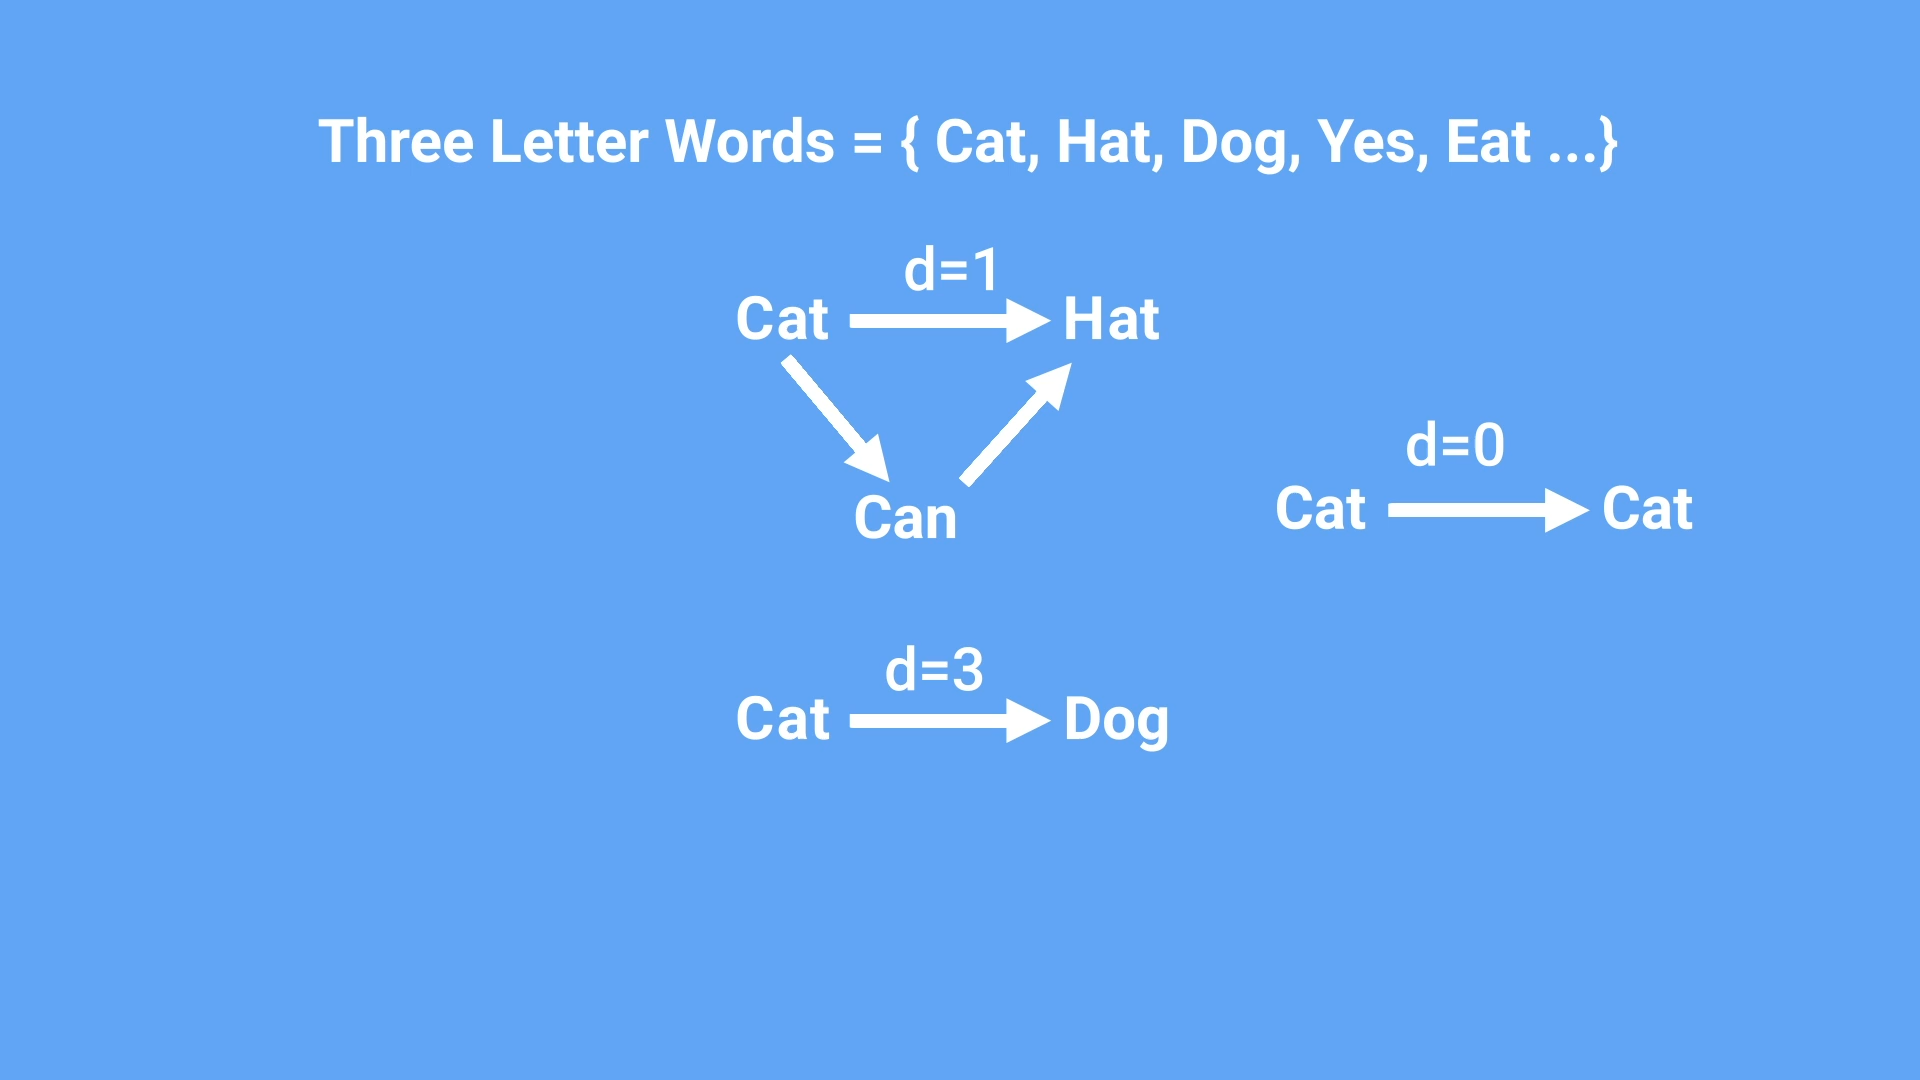 Three Letter Words = { Cat, Hat, Dog, Yes, Eat ...}
d=1
Cat Hat
Can
d=0
Cat Cat
d=3
Cat Dog